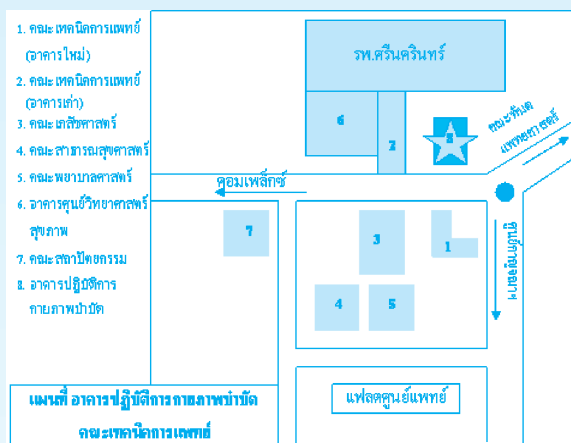 1. คณะเทคนิคการแพทย์
(อาคารใหม่)
2. คณะเทคนิคการแพทย์
(อาคารเก่า)
3. คณะเภสัชศาสตร์
4. คณะสาธารณสุขศาสตร์
5. คณะพยาบาลศาสตร์
6. อาคารศูนย์วิทยาศาสตร์
สุขภาพ
7. คณะสถาปัตยกรรม
8. อาคารปฏิบัติการ
กายภาพบำบัด
รพ.ศรีนครินทร์
6
2
8
คณะทันต
แพทยศาสตร์
คอมเพล็กซ์
7
3
1
4
5
ศูนย์กาญจนาฯ
แผนที่ อาคารปฏิบัติการกายภาพบำบัด
คณะเทคนิคการแพทย์
แฟลตศูนย์แพทย์